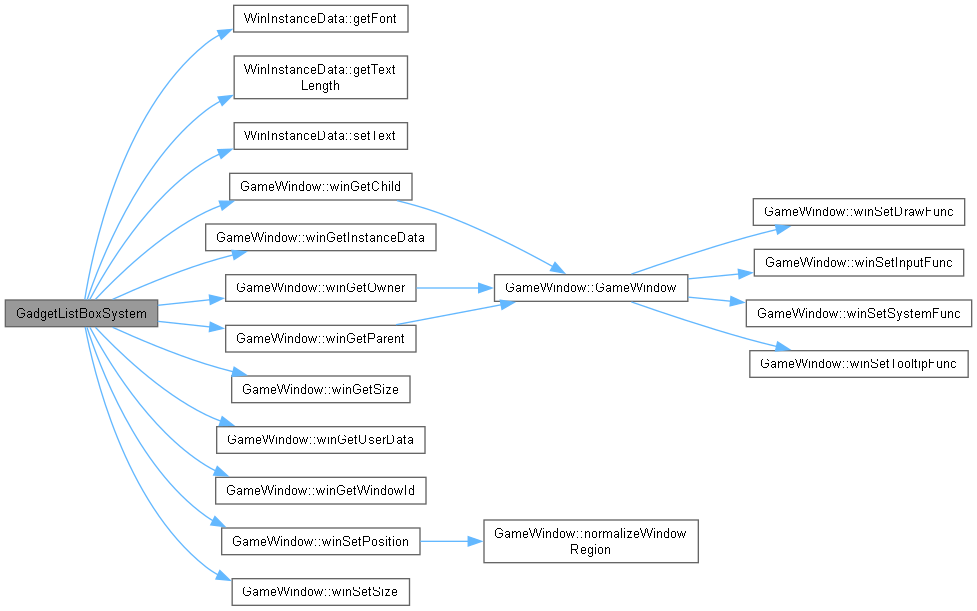 WinInstanceData::getFont
WinInstanceData::getText
Length
WinInstanceData::setText
GameWindow::winGetChild
GameWindow::winGetInstanceData
GameWindow::winGetOwner
GameWindow::winGetParent
GameWindow::winGetSize
GameWindow::winGetUserData
GameWindow::winGetWindowId
GameWindow::winSetPosition
GameWindow::winSetSize
GadgetListBoxSystem
GameWindow::GameWindow
GameWindow::normalizeWindow
Region
GameWindow::winSetDrawFunc
GameWindow::winSetInputFunc
GameWindow::winSetSystemFunc
GameWindow::winSetTooltipFunc